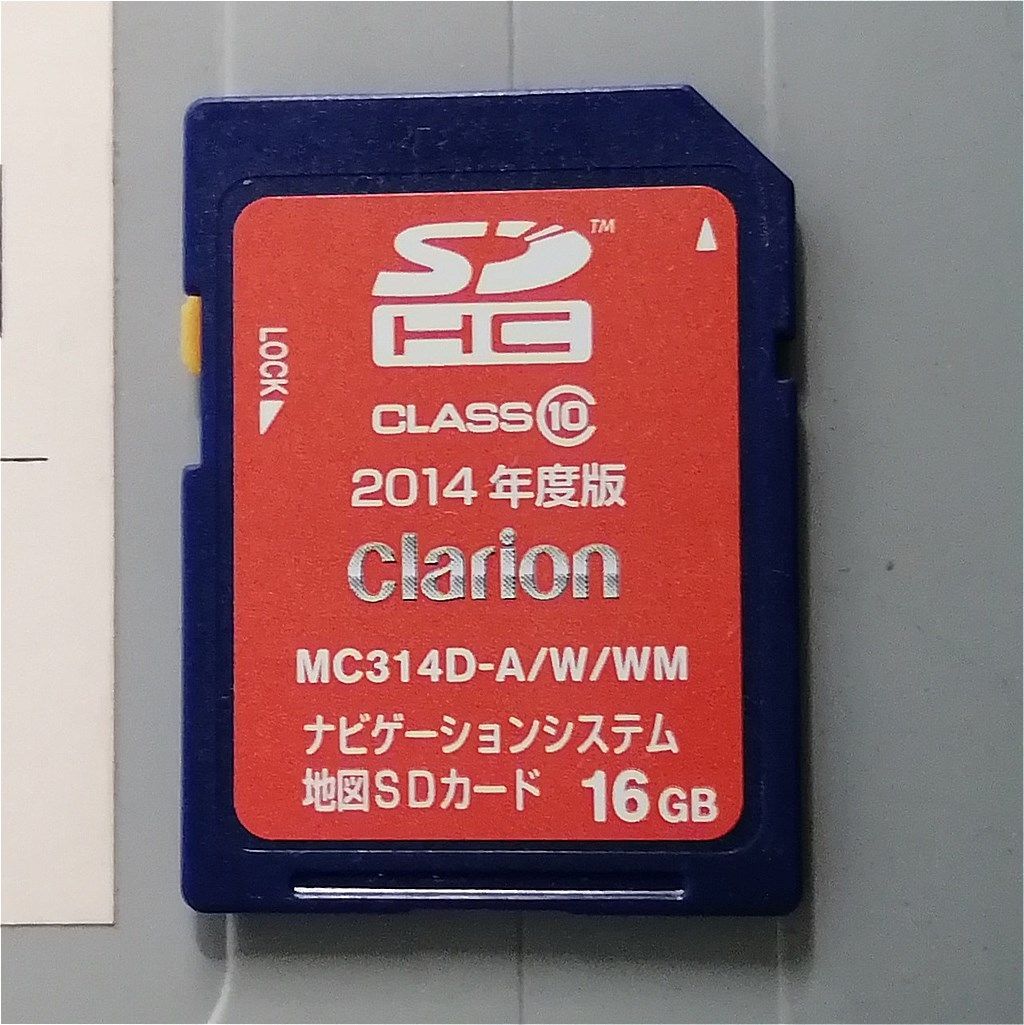 SD™
HC
LOCK
CLASS 10
2014 年度版
clarion
MC314D-A/W/WM
ナビゲーションシステム
地図SDカード 16GB